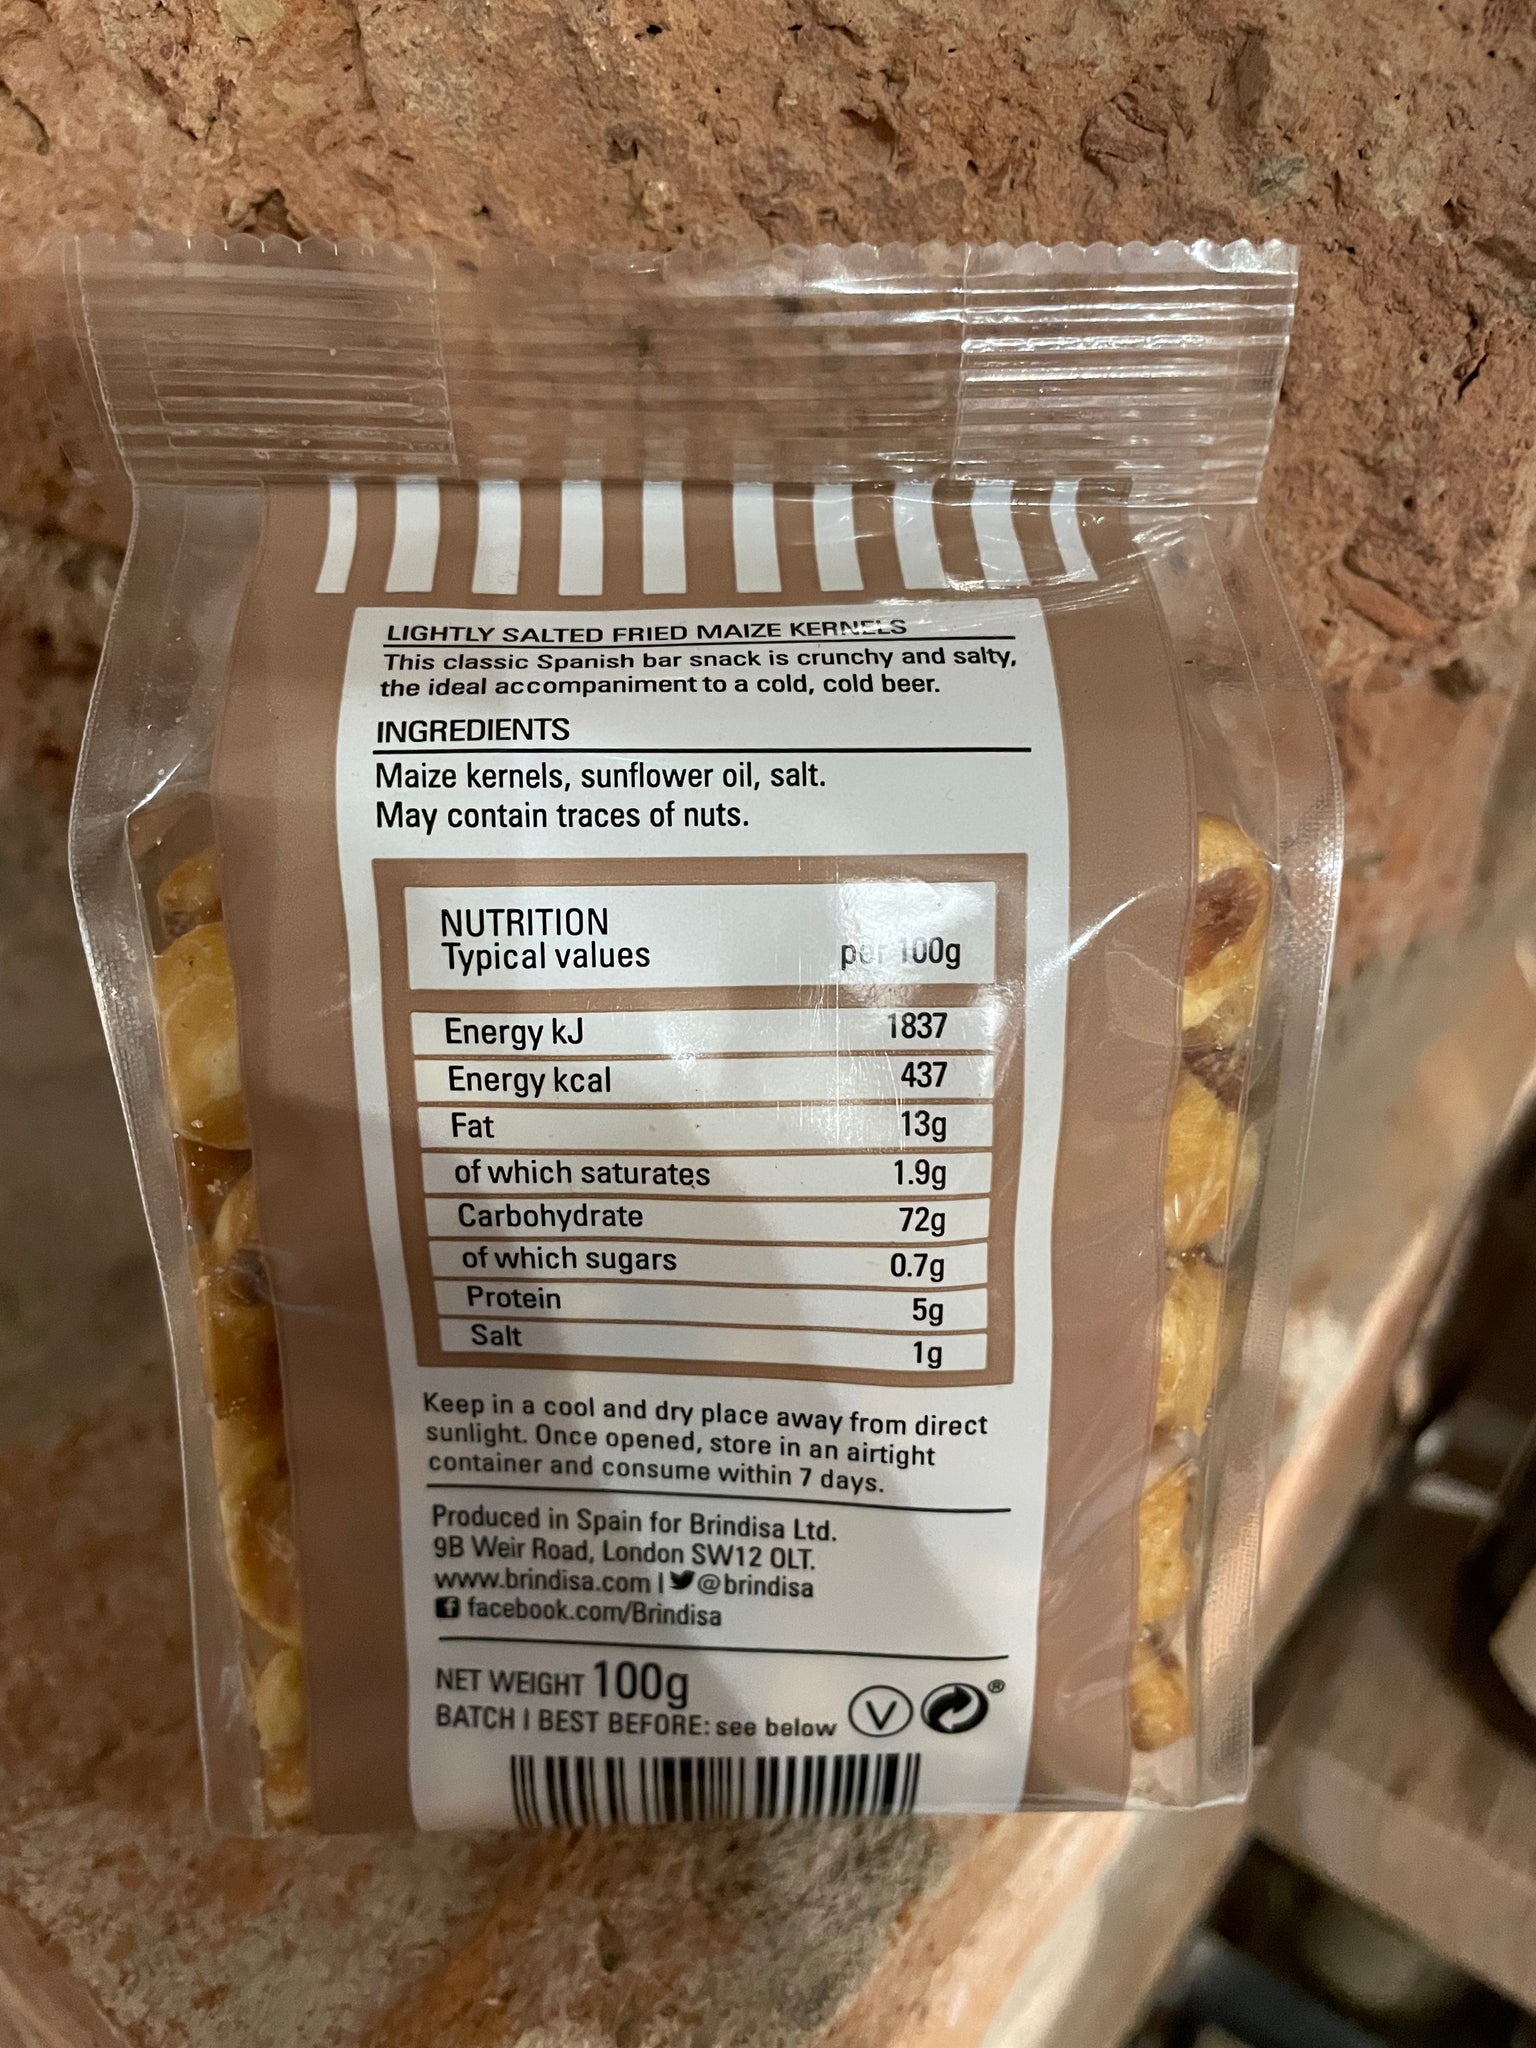 LIGHTLY SALTED FRIED MAIZE KERNELS
This classic Spanish bar snack is crunchy and salty,
the ideal accompaniment to a cold, cold beer.
INGREDIENTS
Maize kernels, sunflower oil, salt.
May contain traces of nuts.
NUTRITION
Typical values per 100g
Energy kJ 1837
Energy kcal 437
Fat 13g
of which saturates 1.9g
Carbohydrate 72g
of which sugars 0.7g
Protein 5g
Salt 1g
Keep in a cool and dry place away from direct
sunlight. Once opened, store in an airtight
container and consume within 7 days.
Produced in Spain for Brindisa Ltd.
9B Weir Road, London SW12 OLT.
www.brindisa.com | @brindisa
facebook.com/Brindisa
NET WEIGHT 100g
BATCH | BEST BEFORE: see below V ®